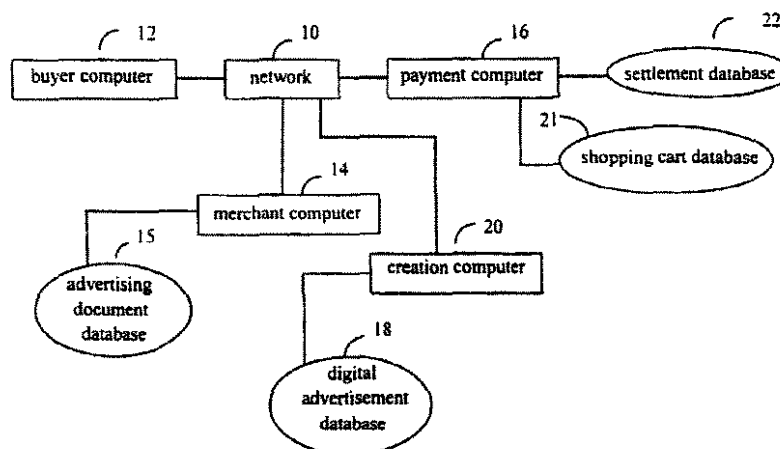 12
10
16
22
buyer computer
network
payment computer
settlement database
21
shopping cart database
14
merchant computer
15
20
advertising
document
database
creation computer
18
digital
advertisement
database